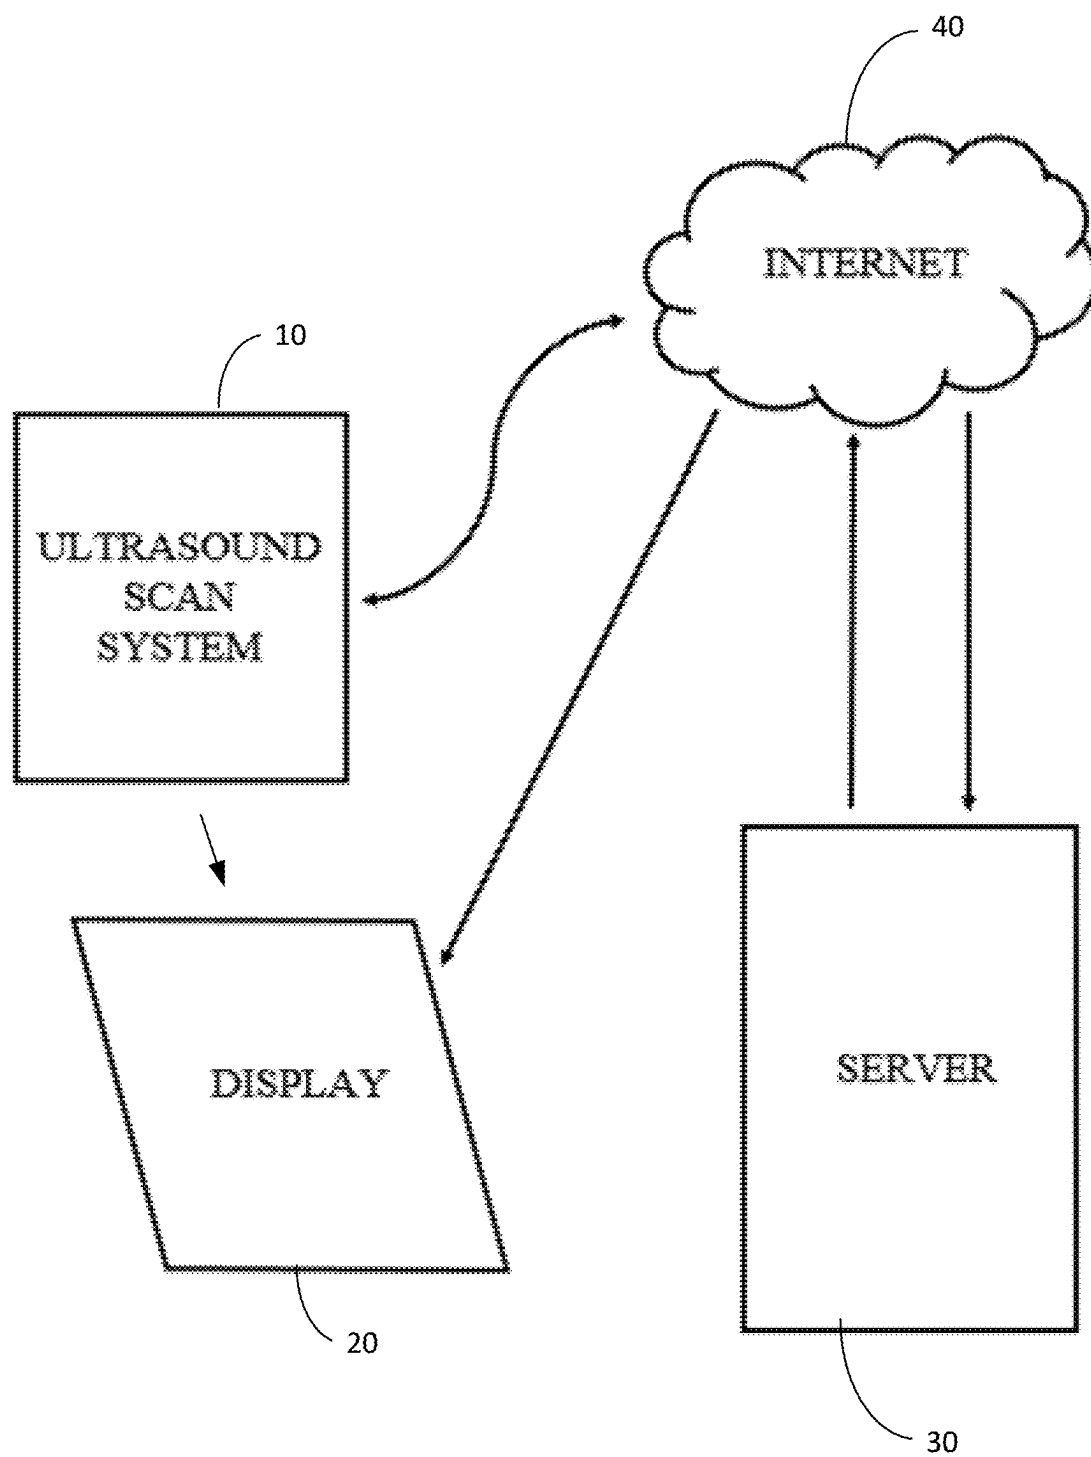 40
INTERNET
10
ULTRASOUND
SCAN
SYSTEM
DISPLAY
SERVER
20
30